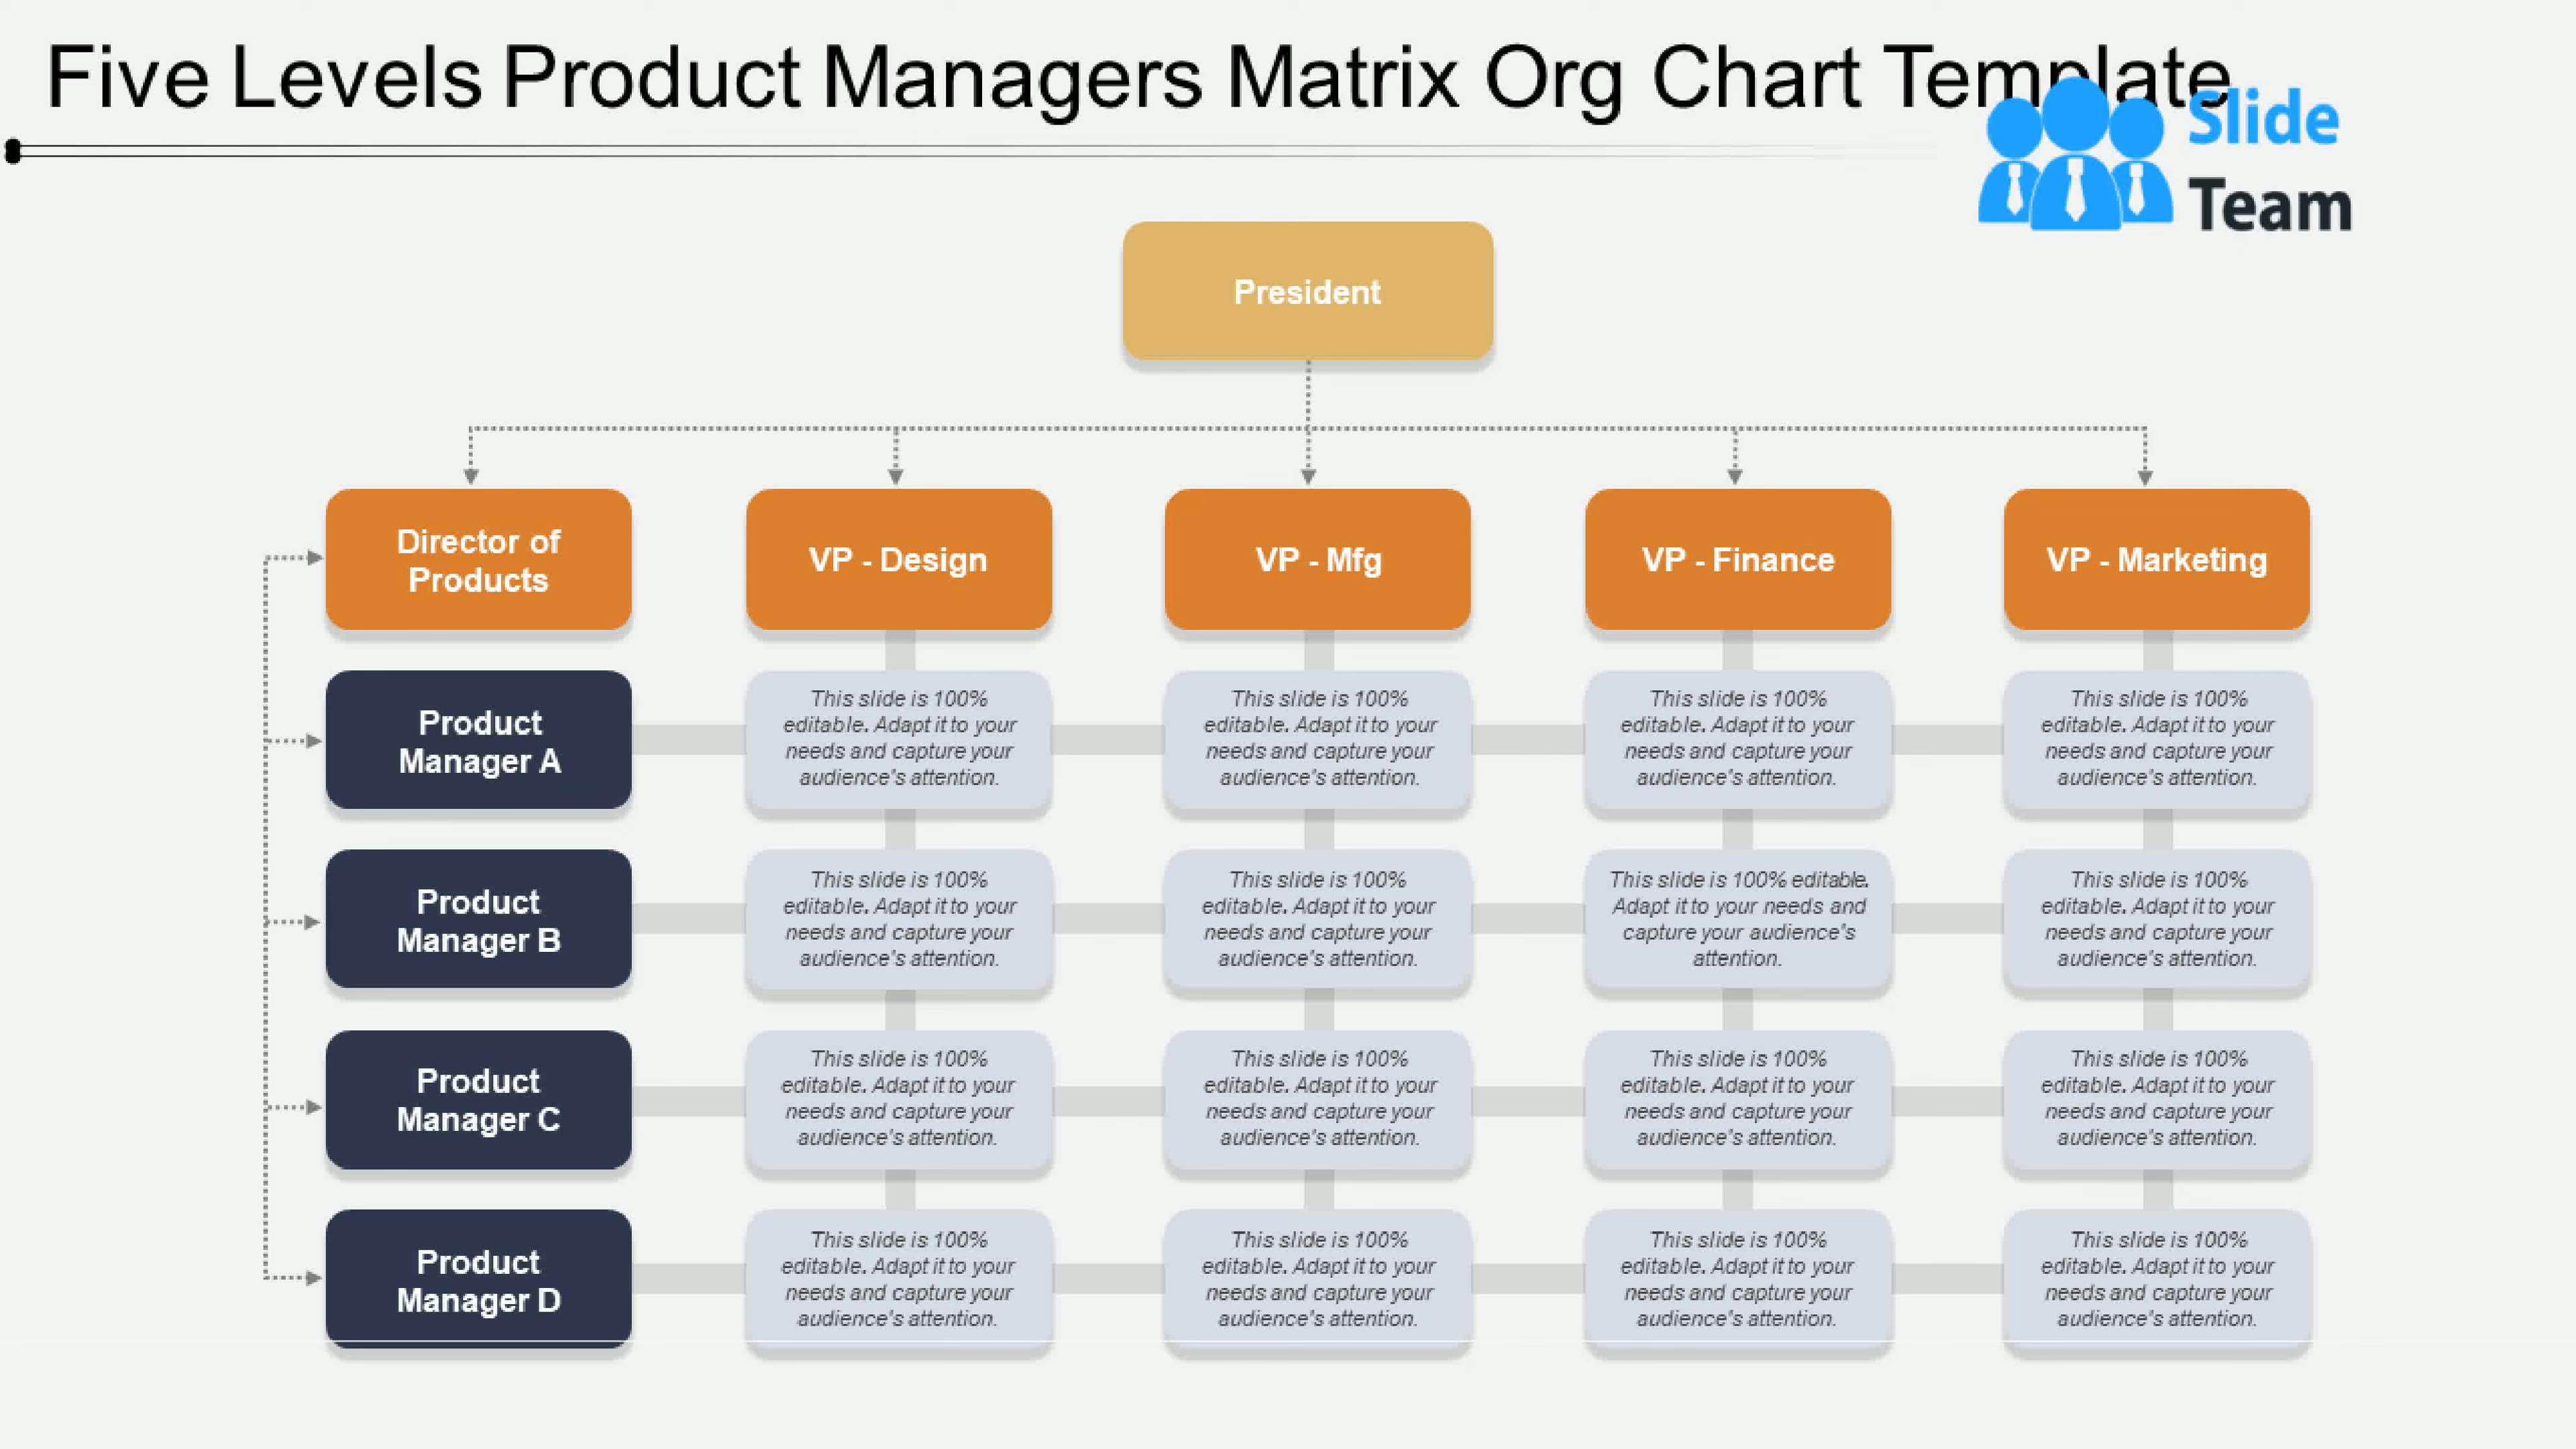 Five Levels Product Managers Matrix Org Chart Template
Slide
Team
President
Director of
Products
VP - Design
VP - Mfg
VP - Finance
VP - Marketing
Product
Manager A
This slide is 100%
editable. Adapt it to your
needs and capture your
audience's attention.
This slide is 100%
editable. Adapt it to your
needs and capture your
audience's attention.
This slide is 100%
editable. Adapt it to your
needs and capture your
audience's attention.
This slide is 100%
editable. Adapt it to your
needs and capture your
audience's attention.
Product
Manager B
This slide is 100%
editable. Adapt it to your
needs and capture your
audience's attention.
This slide is 100%
editable. Adapt it to your
needs and capture your
audience's attention.
This slide is 100% editable.
Adapt it to your needs and
capture your audience's
attention.
This slide is 100%
editable. Adapt it to your
needs and capture your
audience's attention.
Product
Manager C
This slide is 100%
editable. Adapt it to your
needs and capture your
audience's attention.
This slide is 100%
editable. Adapt it to your
needs and capture your
audience's attention.
This slide is 100%
editable. Adapt it to your
needs and capture your
audience's attention.
This slide is 100%
editable. Adapt it to your
needs and capture your
audience's attention.
Product
Manager D
This slide is 100%
editable. Adapt it to your
needs and capture your
audience's attention.
This slide is 100%
editable. Adapt it to your
needs and capture your
audience's attention.
This slide is 100%
editable. Adapt it to your
needs and capture your
audience's attention.
This slide is 100%
editable. Adapt it to your
needs and capture your
audience's attention.